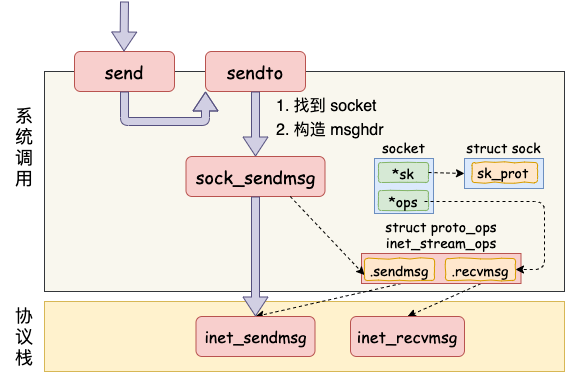 send
sendto
系统调用
1. 找到 socket
2. 构造 msghdr
socket
struct sock
*sk
sk_prot
sock_sendmsg
*ops
struct proto_ops
inet_stream_ops
.sendmsg
.recvmsg
协议栈
inet_sendmsg
inet_recvmsg